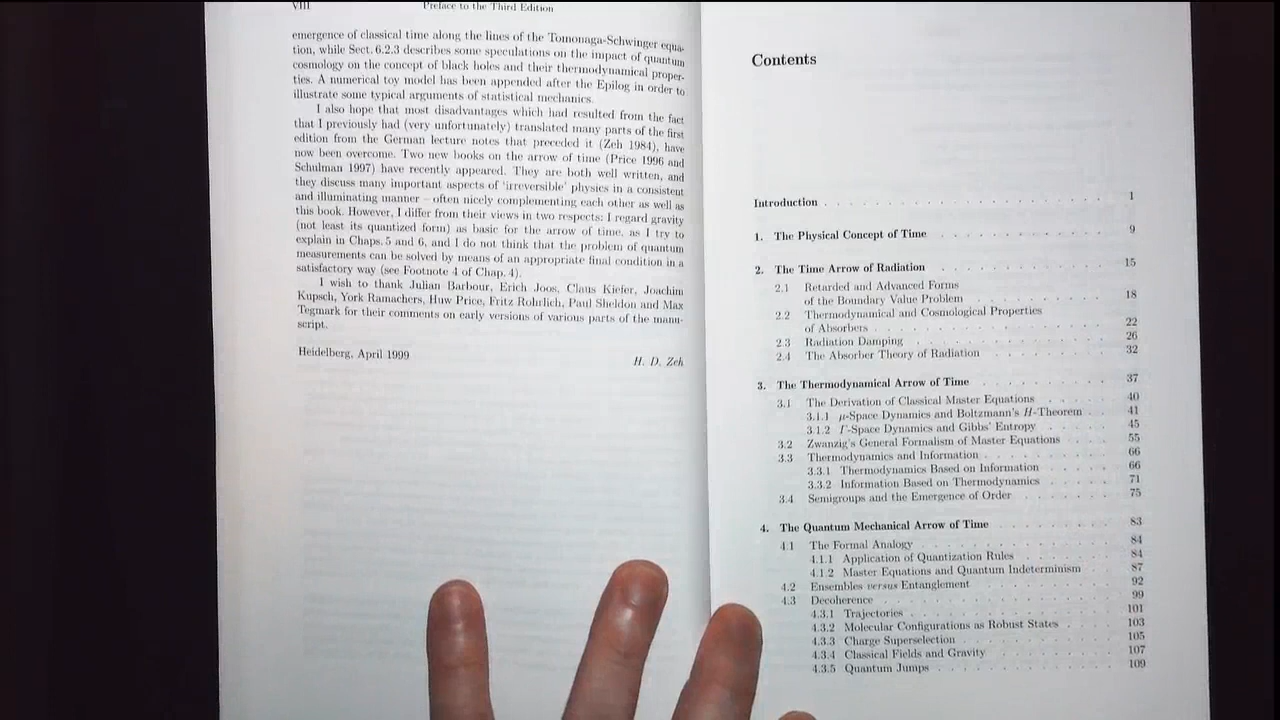 VIII Preface to the Third Edition
emergence of classical time along the lines of the Tomonaga-Schwinger equa-
tion, while Sect. 6.2.3 describes some speculations on the impact of quantum
cosmology on the concept of black holes and their thermodynamical proper-
ties. A numerical toy model has been appended after the Epilog in order to
illustrate some typical arguments of statistical mechanics.
I also hope that most disadvantages which had resulted from the fact
that I previously had (very unfortunately) translated many parts of the first
edition from the German lecture notes that preceded it (Zeh 1984), have
now been overcome. Two new books on the arrow of time (Price 1996 and
Schulman 1997) have recently appeared. They are both well written, and
they discuss many important aspects of 'irreversible' physics in a consistent
and illuminating manner – often nicely complementing each other as well as
this book. However, I differ from their views in two respects: I regard gravity
(not least its quantized form) as basic for the arrow of time, as I try to
explain in Chaps. 5 and 6, and I do not think that the problem of quantum
measurements can be solved by means of an appropriate final condition in a
satisfactory way (see Footnote 4 of Chap. 4).
I wish to thank Julian Barbour, Erich Joos, Claus Kiefer, Joachim
Kupsch, York Ramachers, Huw Price, Fritz Rohrlich, Paul Sheldon and Max
Tegmark for their comments on early versions of various parts of the manu-
script.
Heidelberg, April 1999 H. D. Zeh
Contents
Introduction . . . . . . . . . . 1
1. The Physical Concept of Time . . . . . . . . . . 9
2. The Time Arrow of Radiation . . . . . . . . . . 15
2.1 Retarded and Advanced Forms
of the Boundary Value Problem . . . . . . . . . . 18
2.2 Thermodynamical and Cosmological Properties
of Absorbers . . . . . . . . . . 22
2.3 Radiation Damping . . . . . . . . . . 26
2.4 The Absorber Theory of Radiation . . . . . . . . . . 32
3. The Thermodynamical Arrow of Time . . . . . . . . . . 37
3.1 The Derivation of Classical Master Equations . . . . . 40
3.1.1 μ-Space Dynamics and Boltzmann's H-Theorem . . 41
3.1.2 Γ-Space Dynamics and Gibbs' Entropy . . . . . 45
3.2 Zwanzig's General Formalism of Master Equations . . . 55
3.3 Thermodynamics and Information . . . . . . . . . . 66
3.3.1 Thermodynamics Based on Information . . . . . 66
3.3.2 Information Based on Thermodynamics . . . . . 71
3.4 Semigroups and the Emergence of Order . . . . . . . 75
4. The Quantum Mechanical Arrow of Time . . . . . . . . . . 83
4.1 The Formal Analogy . . . . . . . . . . 84
4.1.1 Application of Quantization Rules . . . . . . 84
4.1.2 Master Equations and Quantum Indeterminism . . 87
4.2 Ensembles versus Entanglement . . . . . . . . . . 92
4.3 Decoherence . . . . . . . . . . 99
4.3.1 Trajectories . . . . . . . . . . 101
4.3.2 Molecular Configurations as Robust States . . . . 103
4.3.3 Charge Superselection . . . . . . . . . . 105
4.3.4 Classical Fields and Gravity . . . . . . . . 107
4.3.5 Quantum Jumps . . . . . . . . . . 109